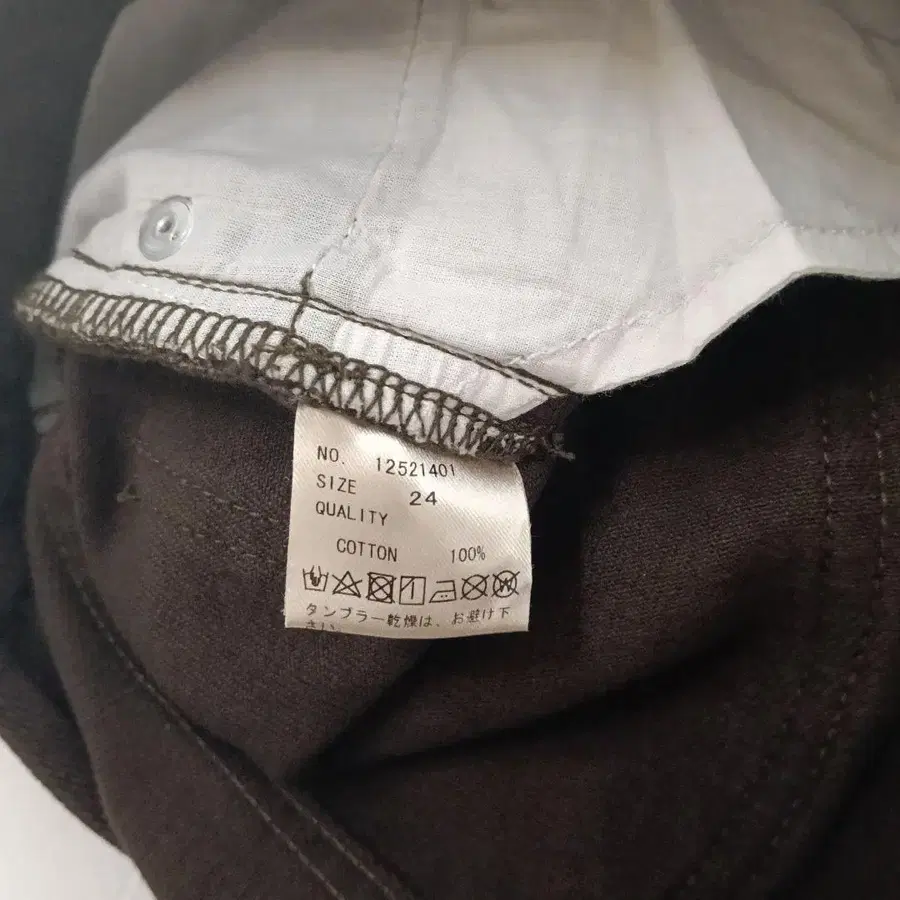 NO. 12521401
SIZE 24
QUALITY
COTTON 100%
タンブラー乾燥は、お避け下
さい